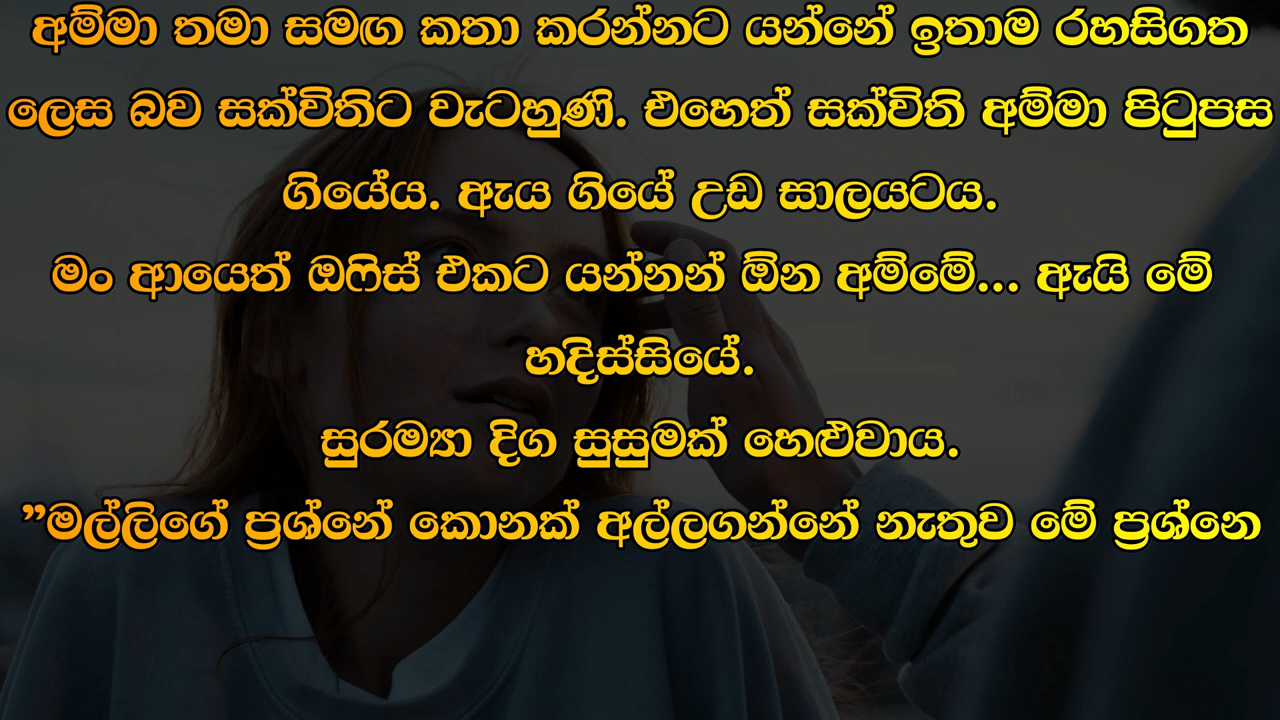 අම්මා තමා සමඟ කතා කරන්නට යන්නේ ඉතාම රහසිගත
ලෙස බව සක්විතිට වැටහුණි. එහෙත් සක්විති අම්මා පිටුපස
ගියේය. ඇය ගියේ උඩ සාලයටය.
මං ආයෙත් ඔෆිස් එකට යන්නන් ඕන අම්මේ... ඇයි මේ
හදිස්සියේ.
සුරම්‍යා දිග සුසුමක් හෙළුවාය.
”මල්ලිගේ ප්‍රශ්නේ කොනක් අල්ලගන්නේ නැතුව මේ ප්‍රශ්නෙ